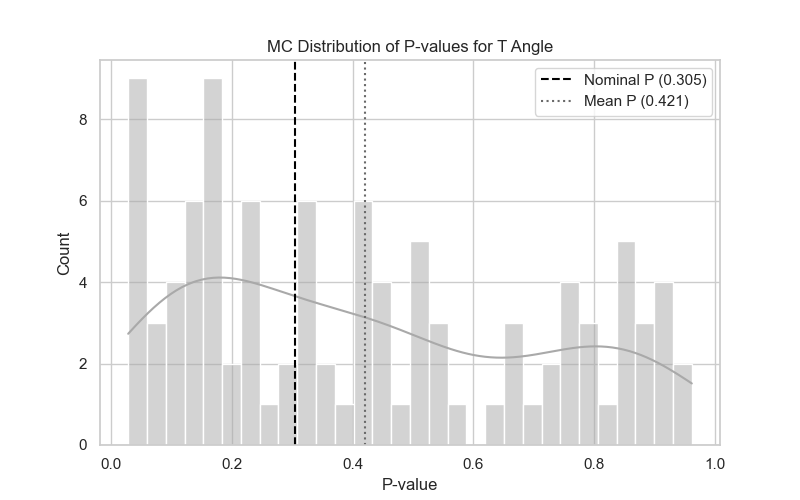 MC Distribution of P-values for T Angle
Nominal P (0.305)
Mean P (0.421)
Count
8
6
4
2
0
0.0 0.2 0.4 0.6 0.8 1.0
P-value